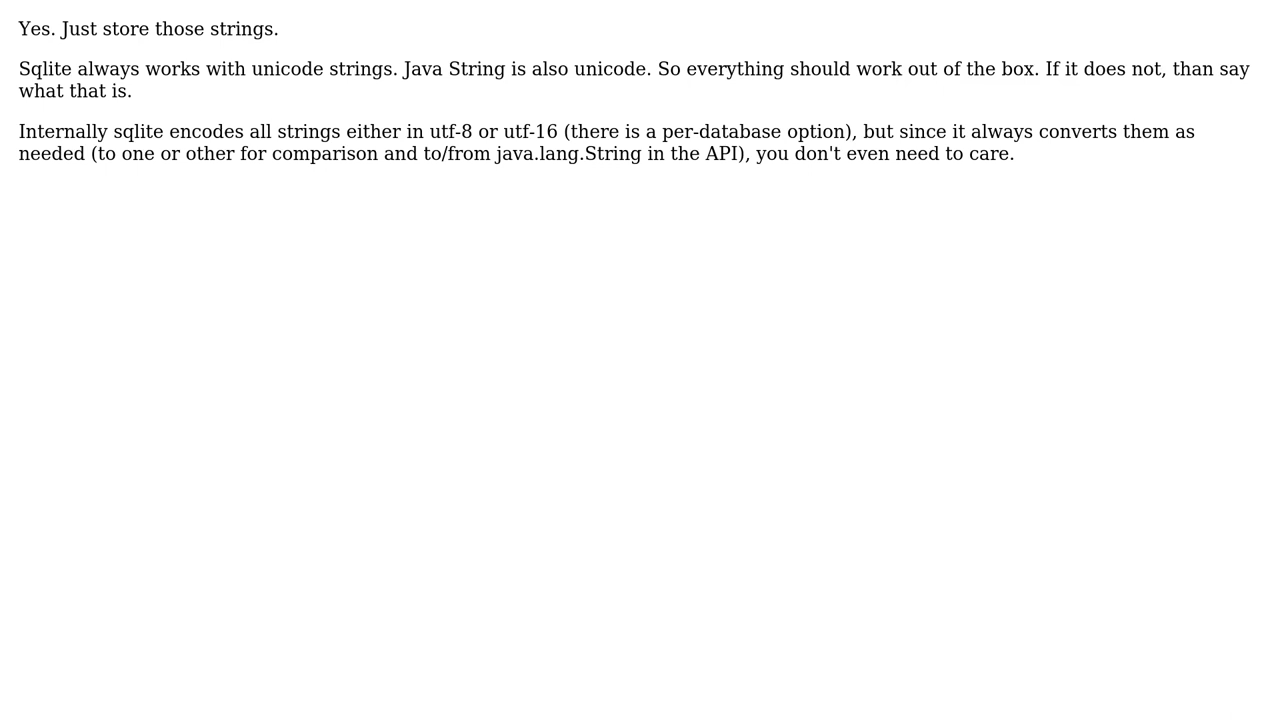 Yes. Just store those strings.
Sqlite always works with unicode strings. Java String is also unicode. So everything should work out of the box. If it does not, than say
what that is.
Internally sqlite encodes all strings either in utf-8 or utf-16 (there is a per-database option), but since it always converts them as
needed (to one or other for comparison and to/from java.lang.String in the API), you don't even need to care.